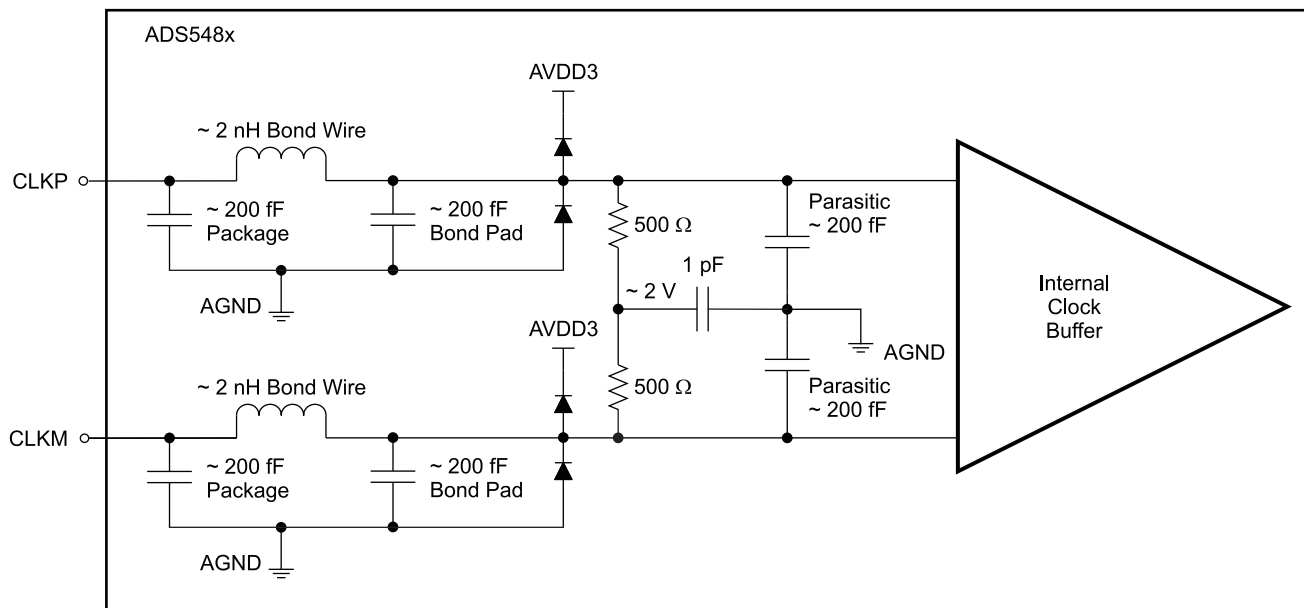 ADS548x
AVDD3
~ 2 nH Bond Wire
CLKP
~ 200 fF
Package
~ 200 fF
Bond Pad
500 Ω
Parasitic
~ 200 fF
1 pF
~ 2 V
AGND
AGND
Internal
Clock
Buffer
AVDD3
~ 2 nH Bond Wire
500 Ω
Parasitic
~ 200 fF
CLKM
~ 200 fF
Package
~ 200 fF
Bond Pad
AGND